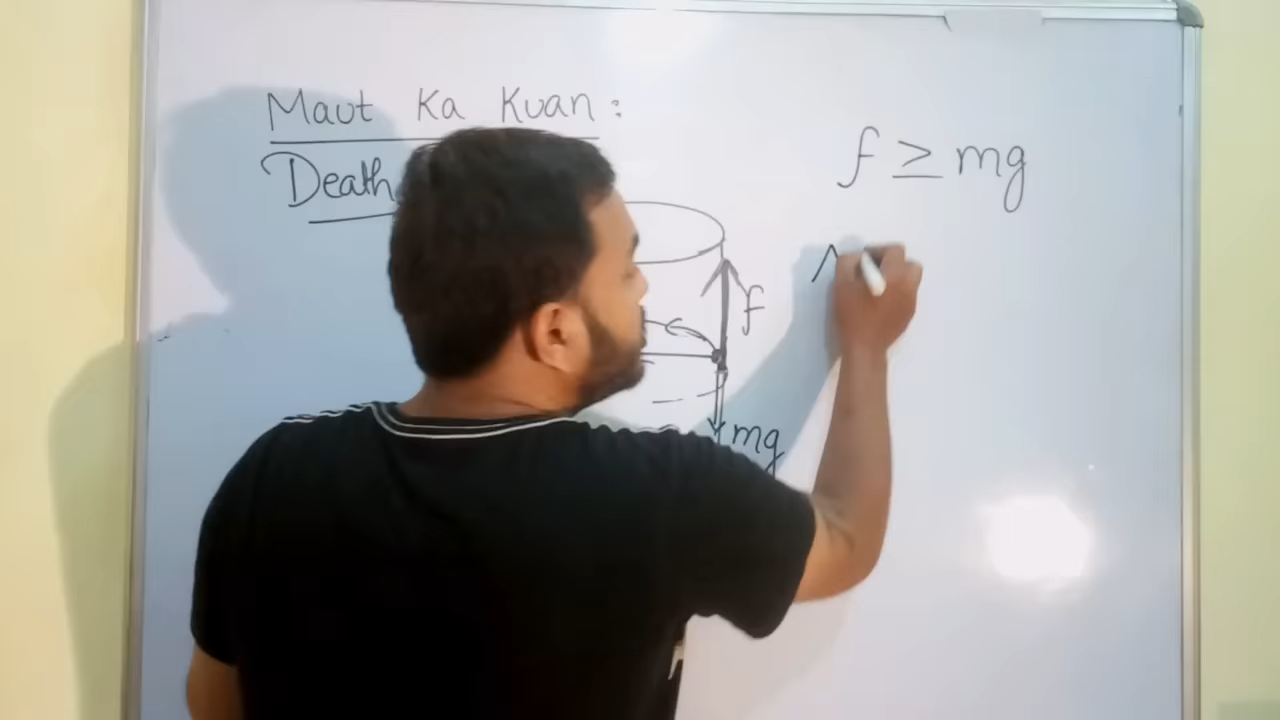 Maut Ka Kuan:
Death
f ≥ mg
f
mg